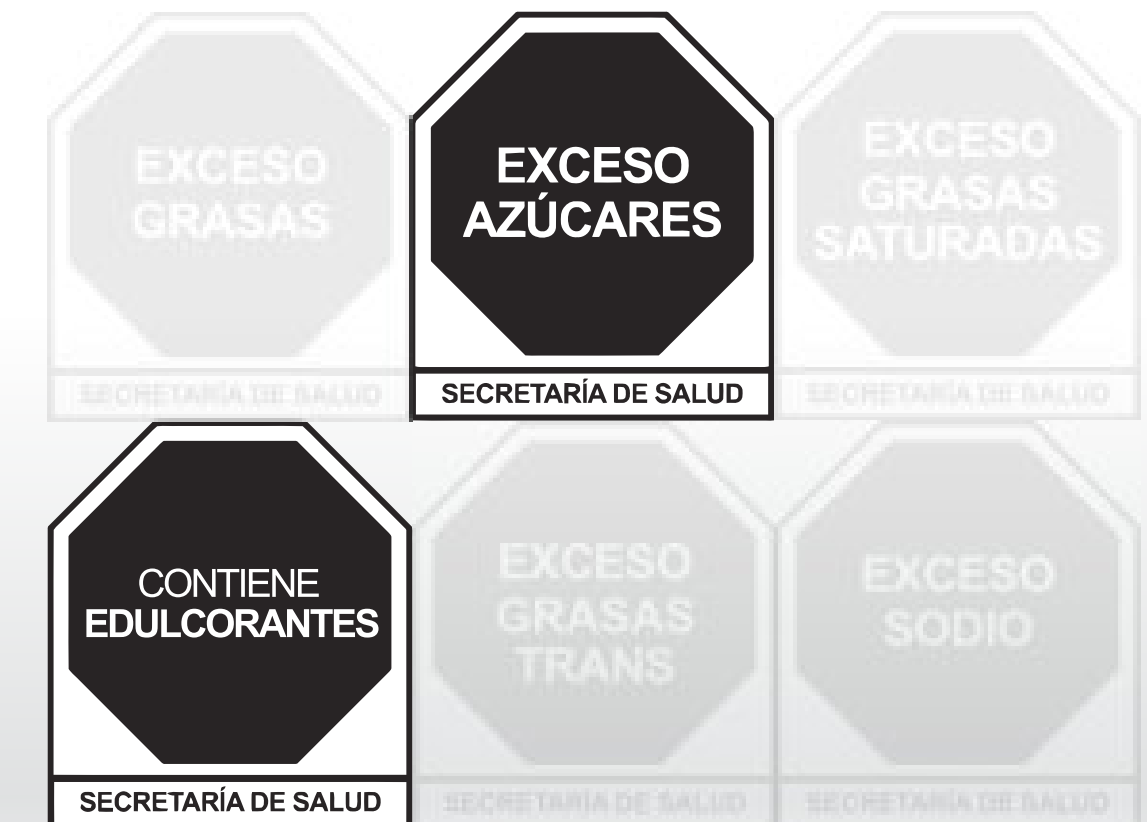 EXCESO
GRASAS
SECRETARÍA DE SALUD
EXCESO
AZÚCARES
SECRETARÍA DE SALUD
EXCESO
GRASAS
SATURADAS
SECRETARÍA DE SALUD
CONTIENE
EDULCORANTES
SECRETARÍA DE SALUD
EXCESO
GRASAS
TRANS
SECRETARÍA DE SALUD
EXCESO
SODIO
SECRETARÍA DE SALUD